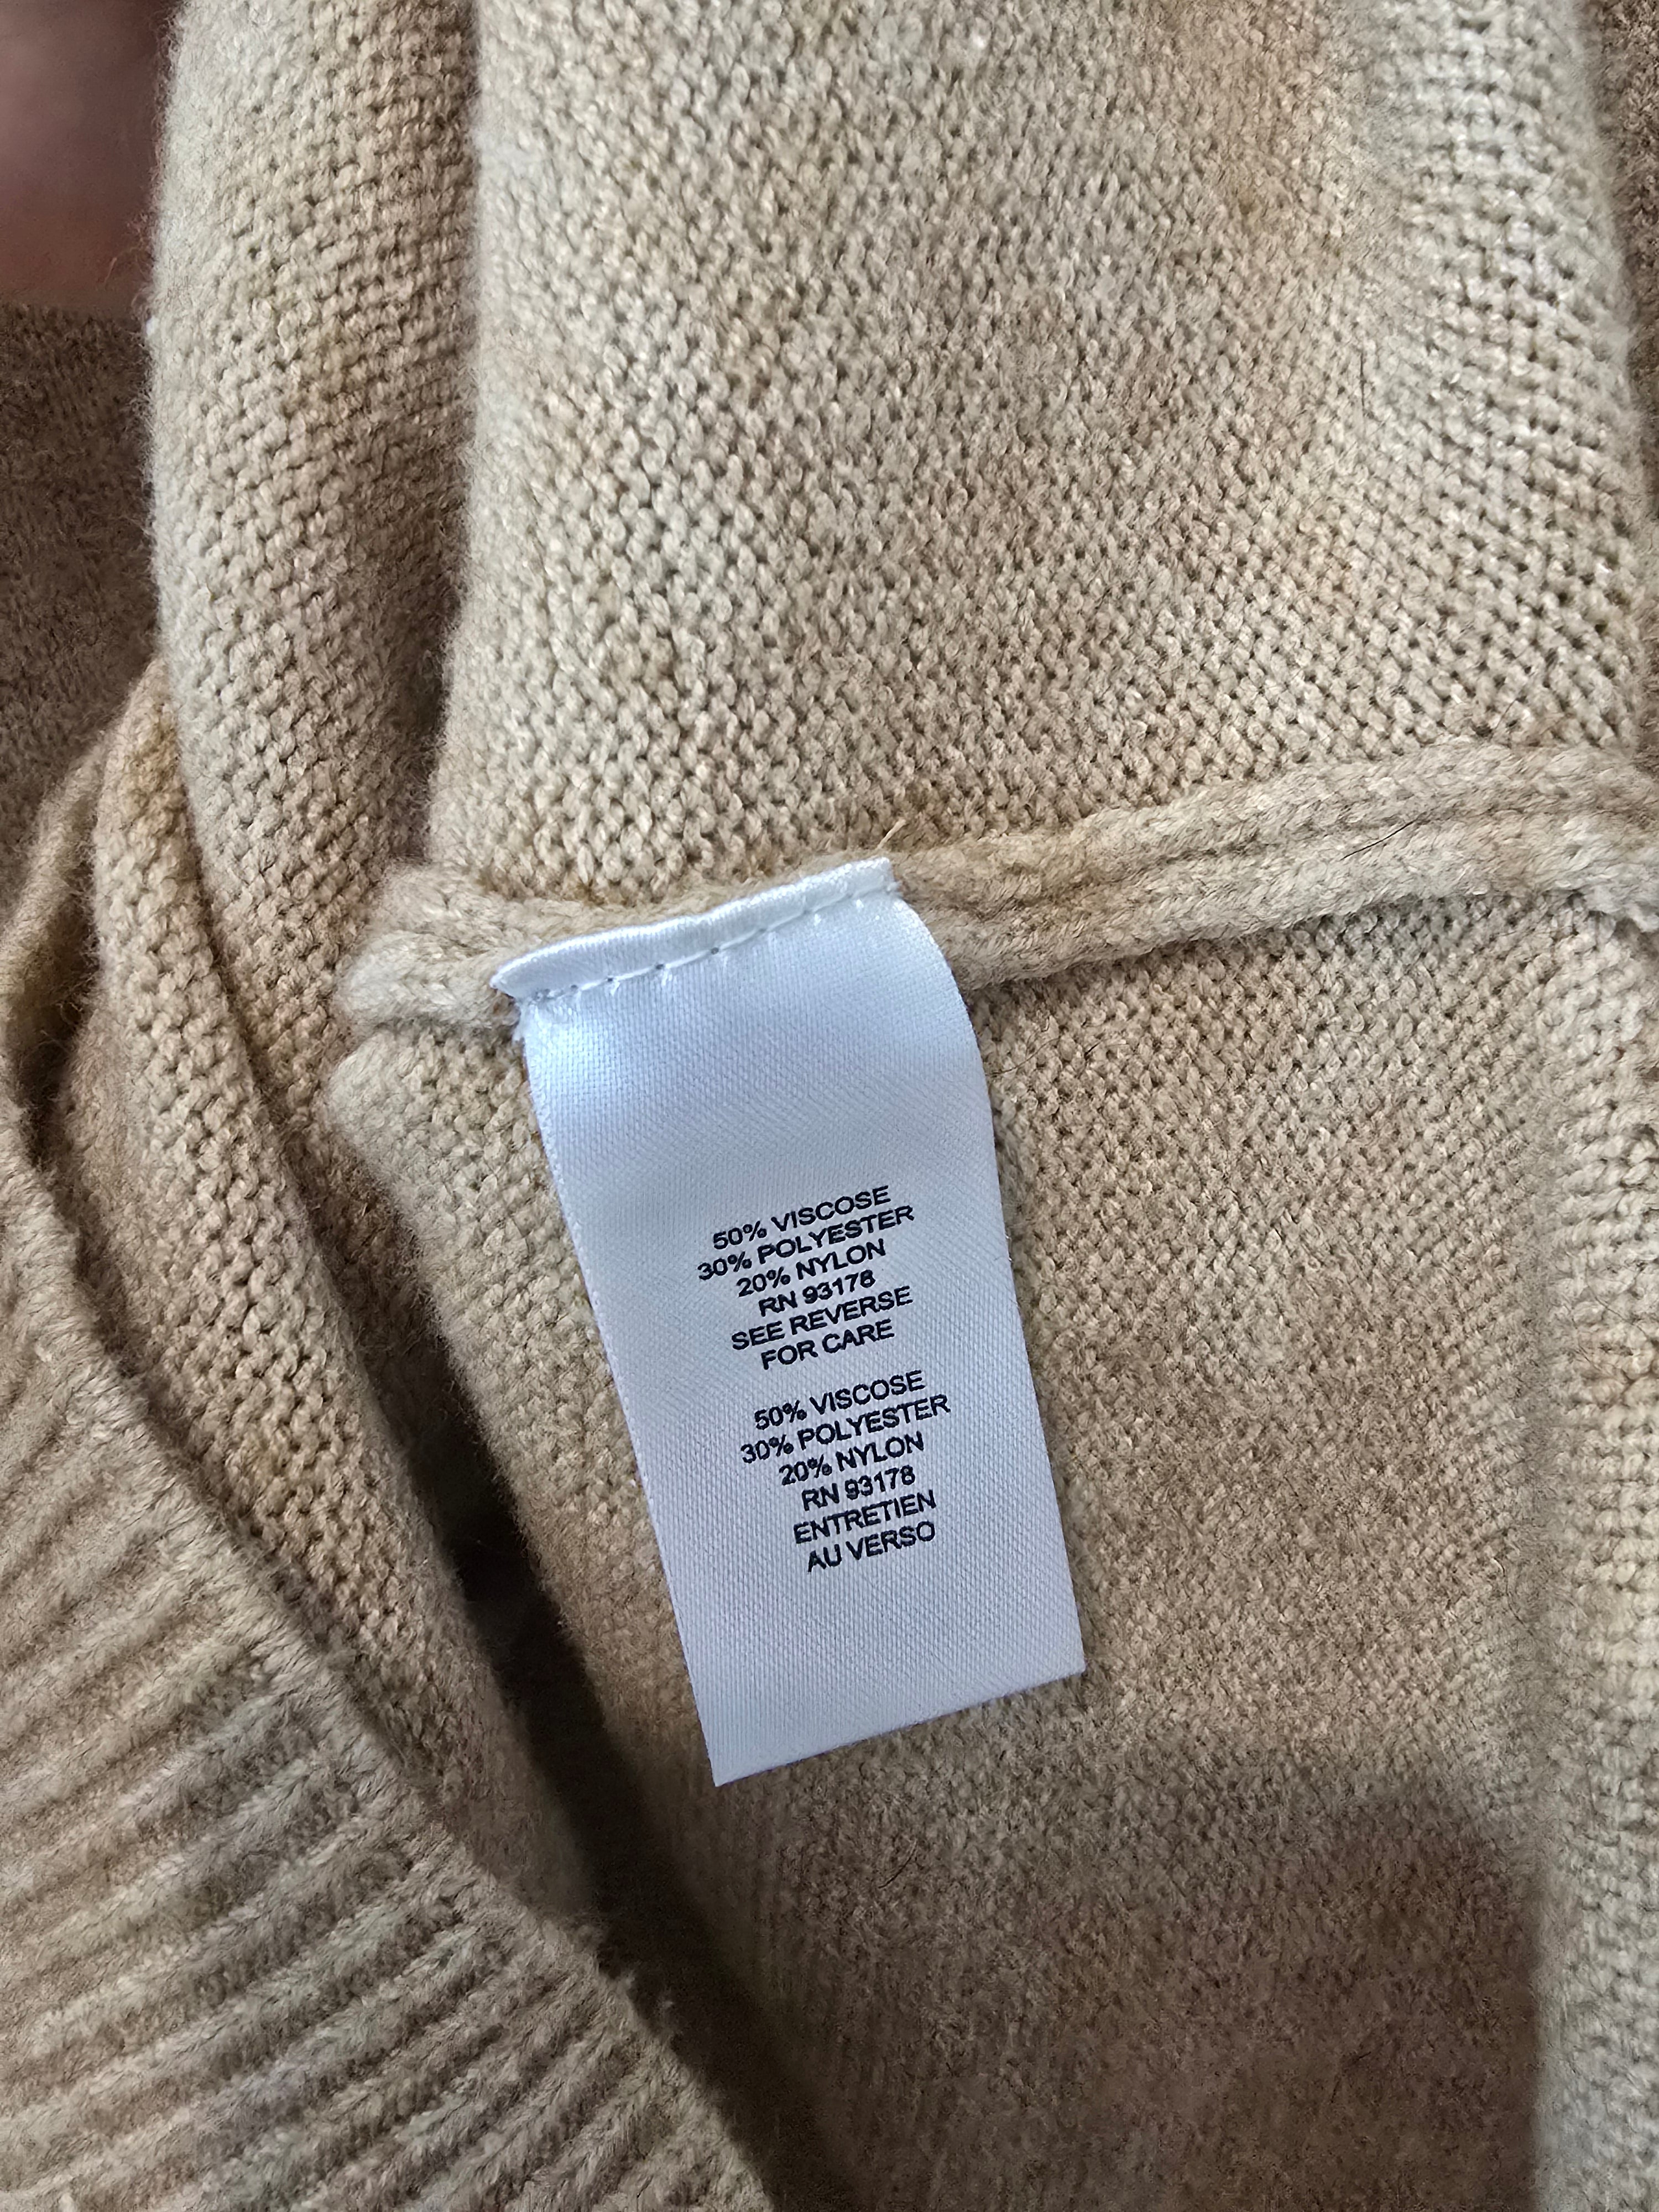 50% VISCOSE
30% POLYESTER
20% NYLON
RN 93178
SEE REVERSE
FOR CARE
50% VISCOSE
30% POLYESTER
20% NYLON
RN 93178
ENTRETIEN
AU VERSO